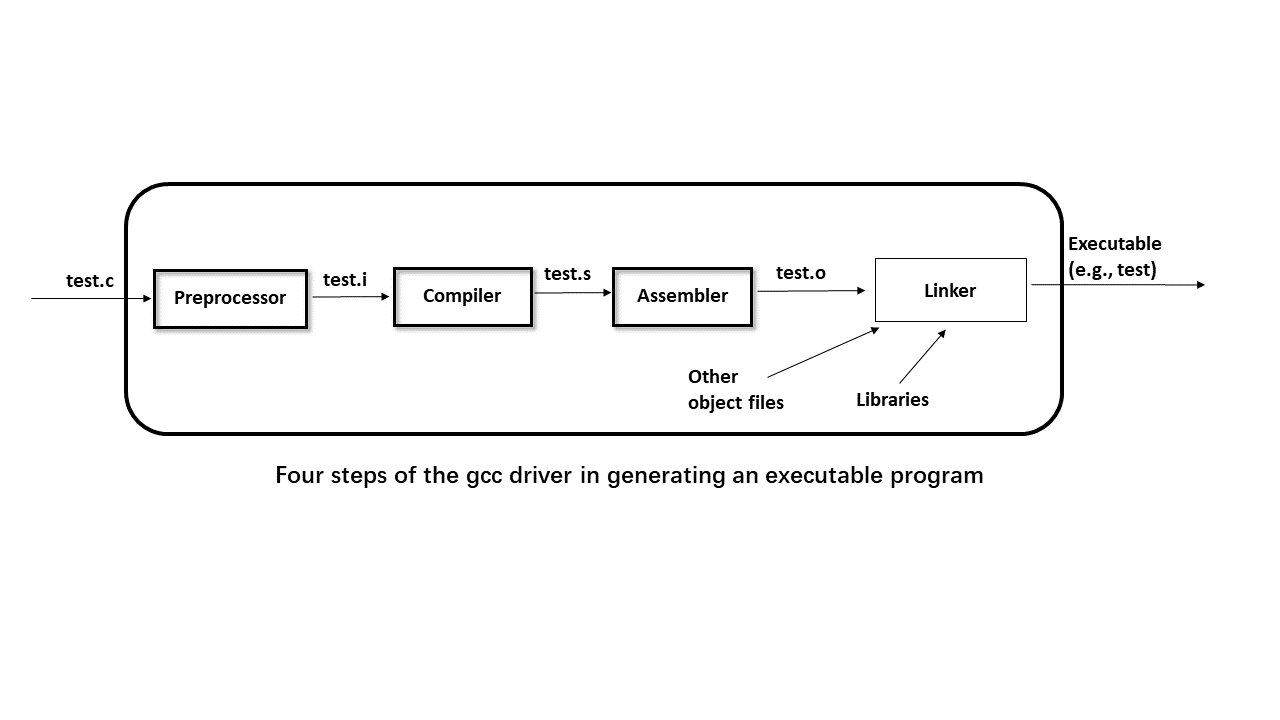 test.c
Preprocessor
test.i
Compiler
test.s
Assembler
test.o
Linker
Executable
(e.g., test)
Other
object files
Libraries
Four steps of the gcc driver in generating an executable program